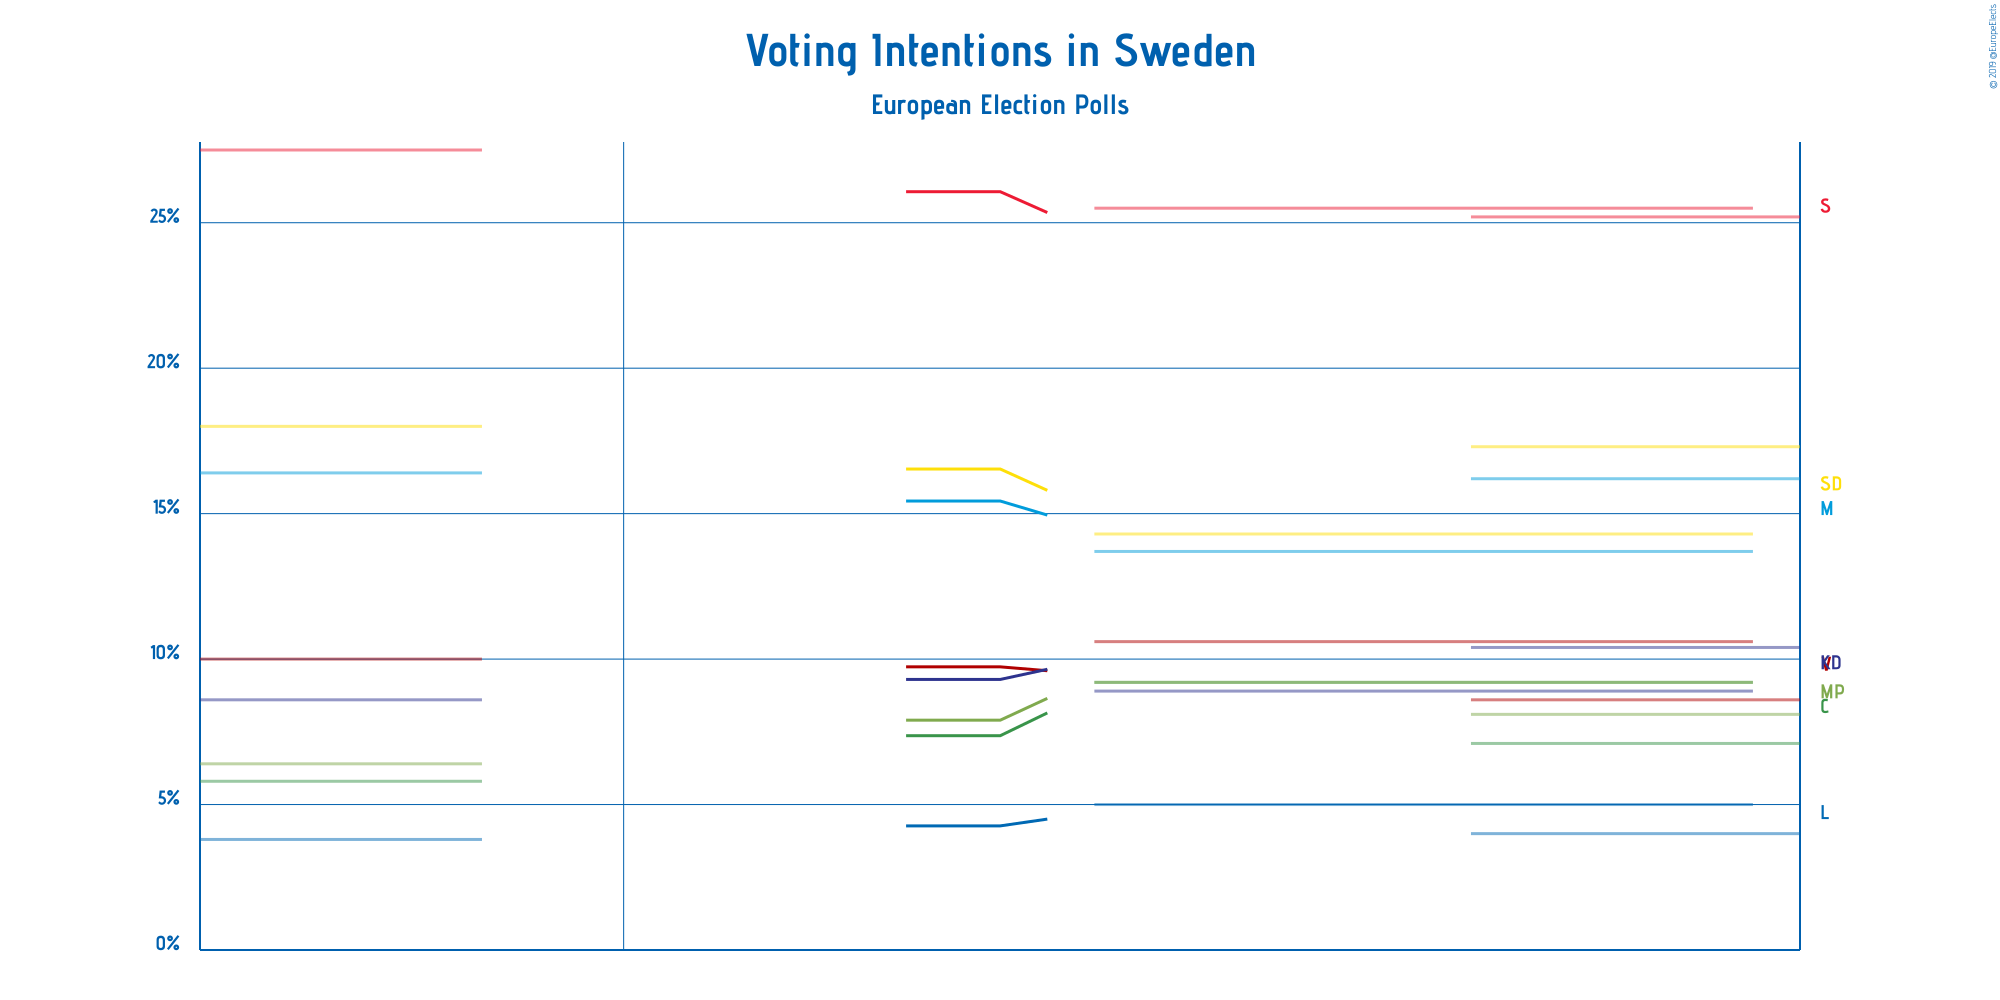 Voting Intentions in Sweden
European Election Polls
© 2019 @EuropeElects
25%
20%
15%
10%
5%
0%
S
SD
M
KD
V
MP
C
L